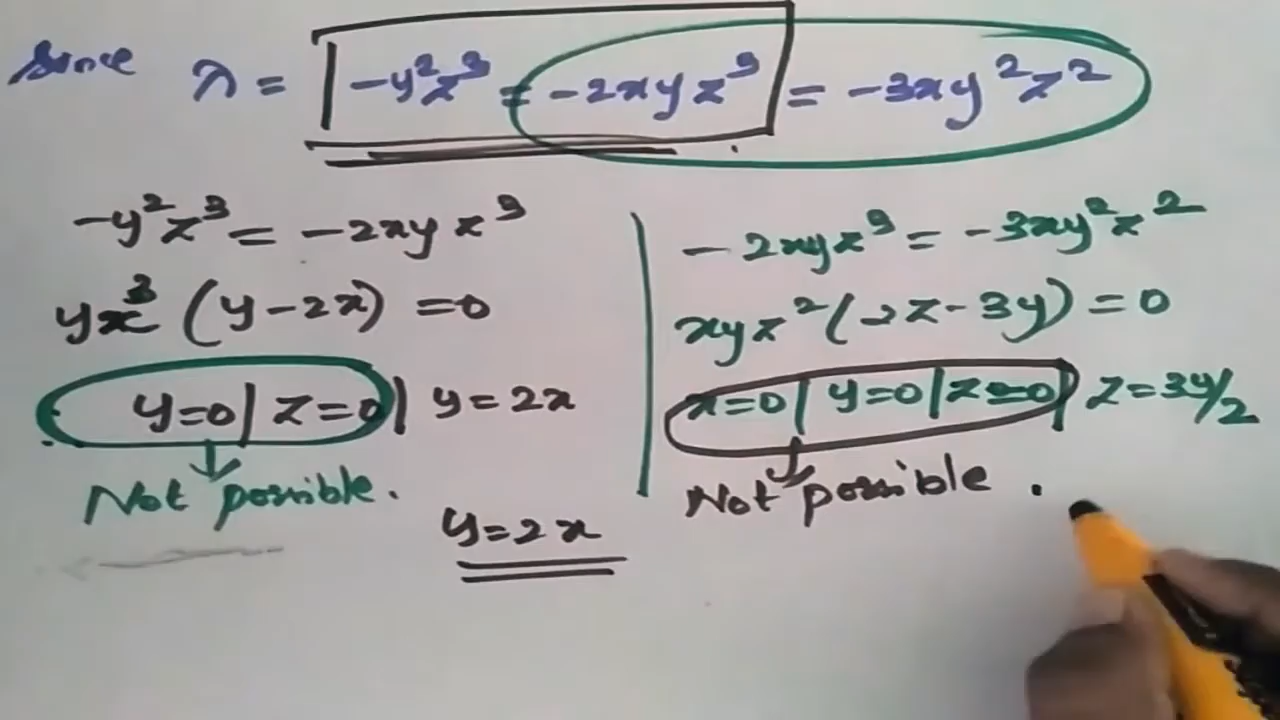 Since λ = -y²z³ = -2xyz³ = -3xy²z²
-y²z³ = -2xyz³
yz³ (y-2x) = 0
y=0 | z=0 | y=2x
Not possible.
y=2x
-2xyz³ = -3xy²z²
xyz²(2z-3y) = 0
x=0 | y=0 | z=0 | z=3y/2
Not possible.